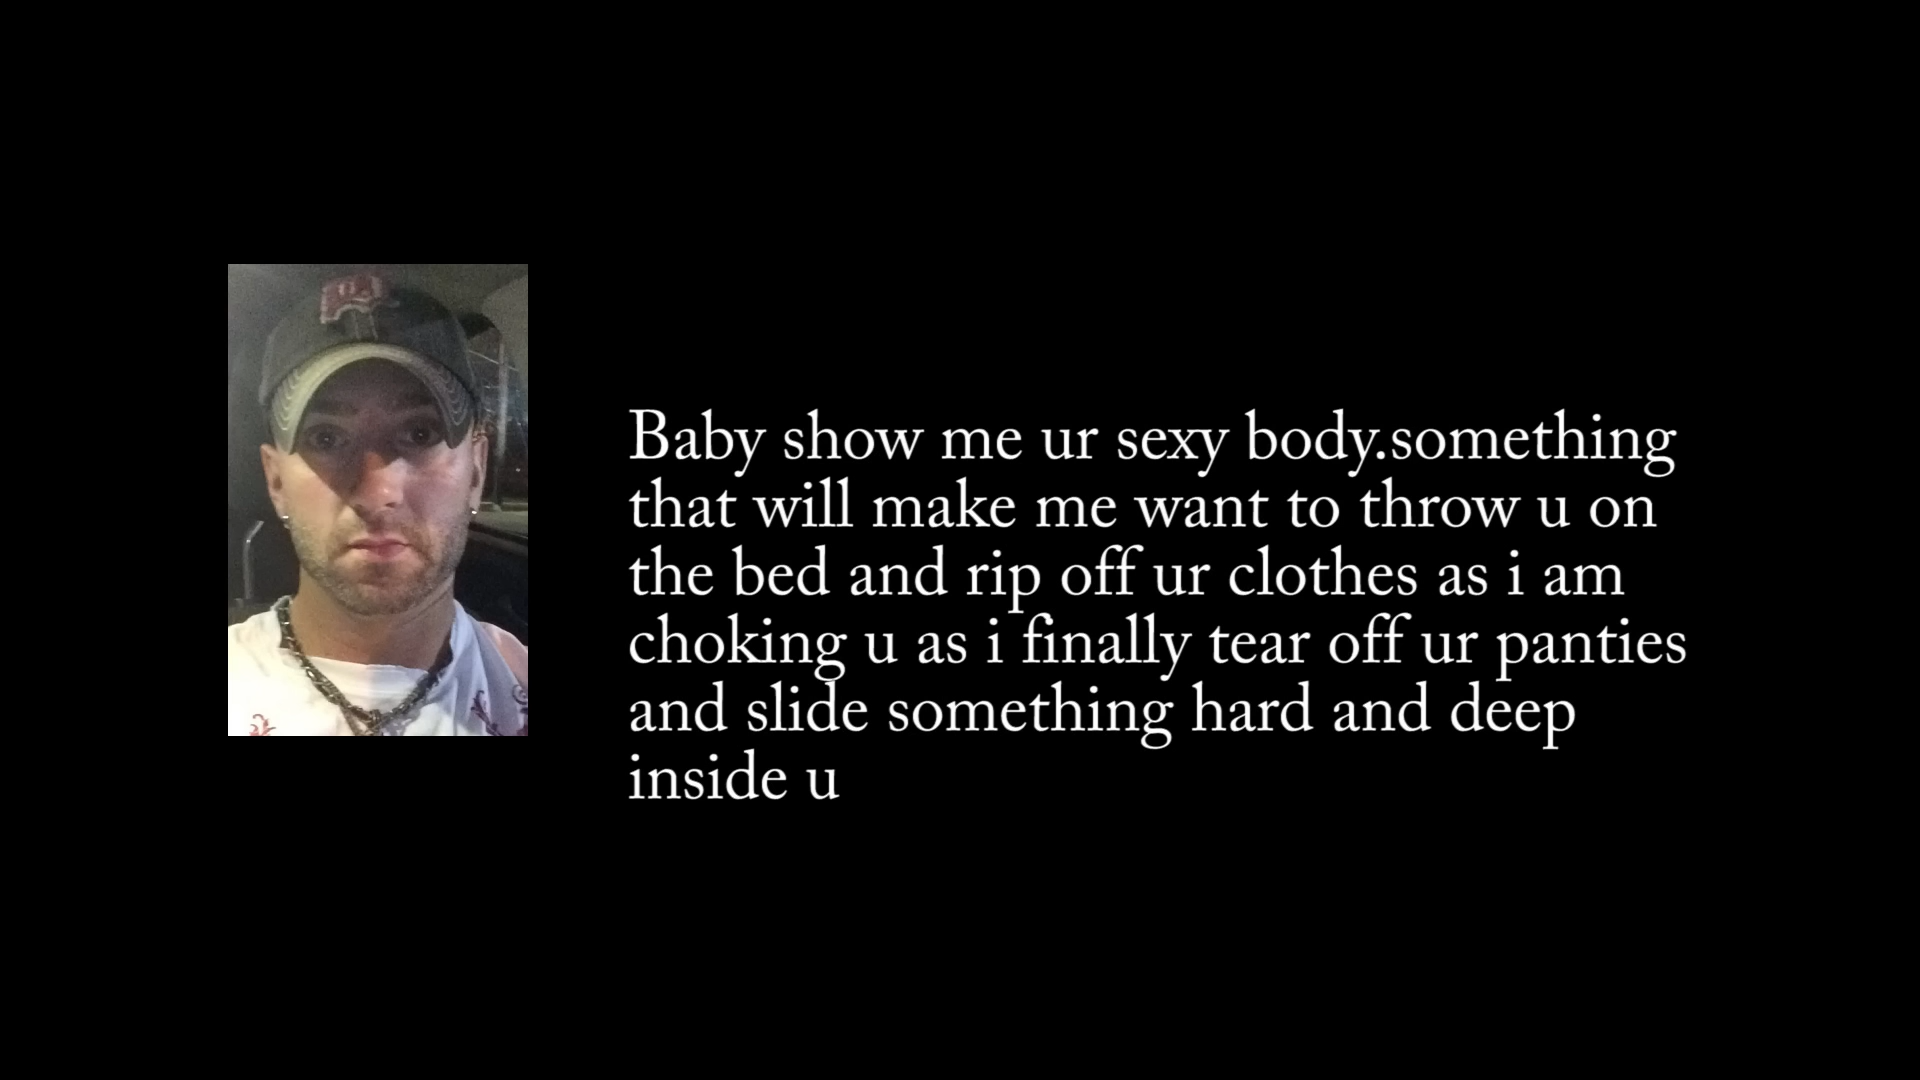 Baby show me ur sexy body.something
that will make me want to throw u on
the bed and rip off ur clothes as i am
choking u as i finally tear off ur panties
and slide something hard and deep
inside u